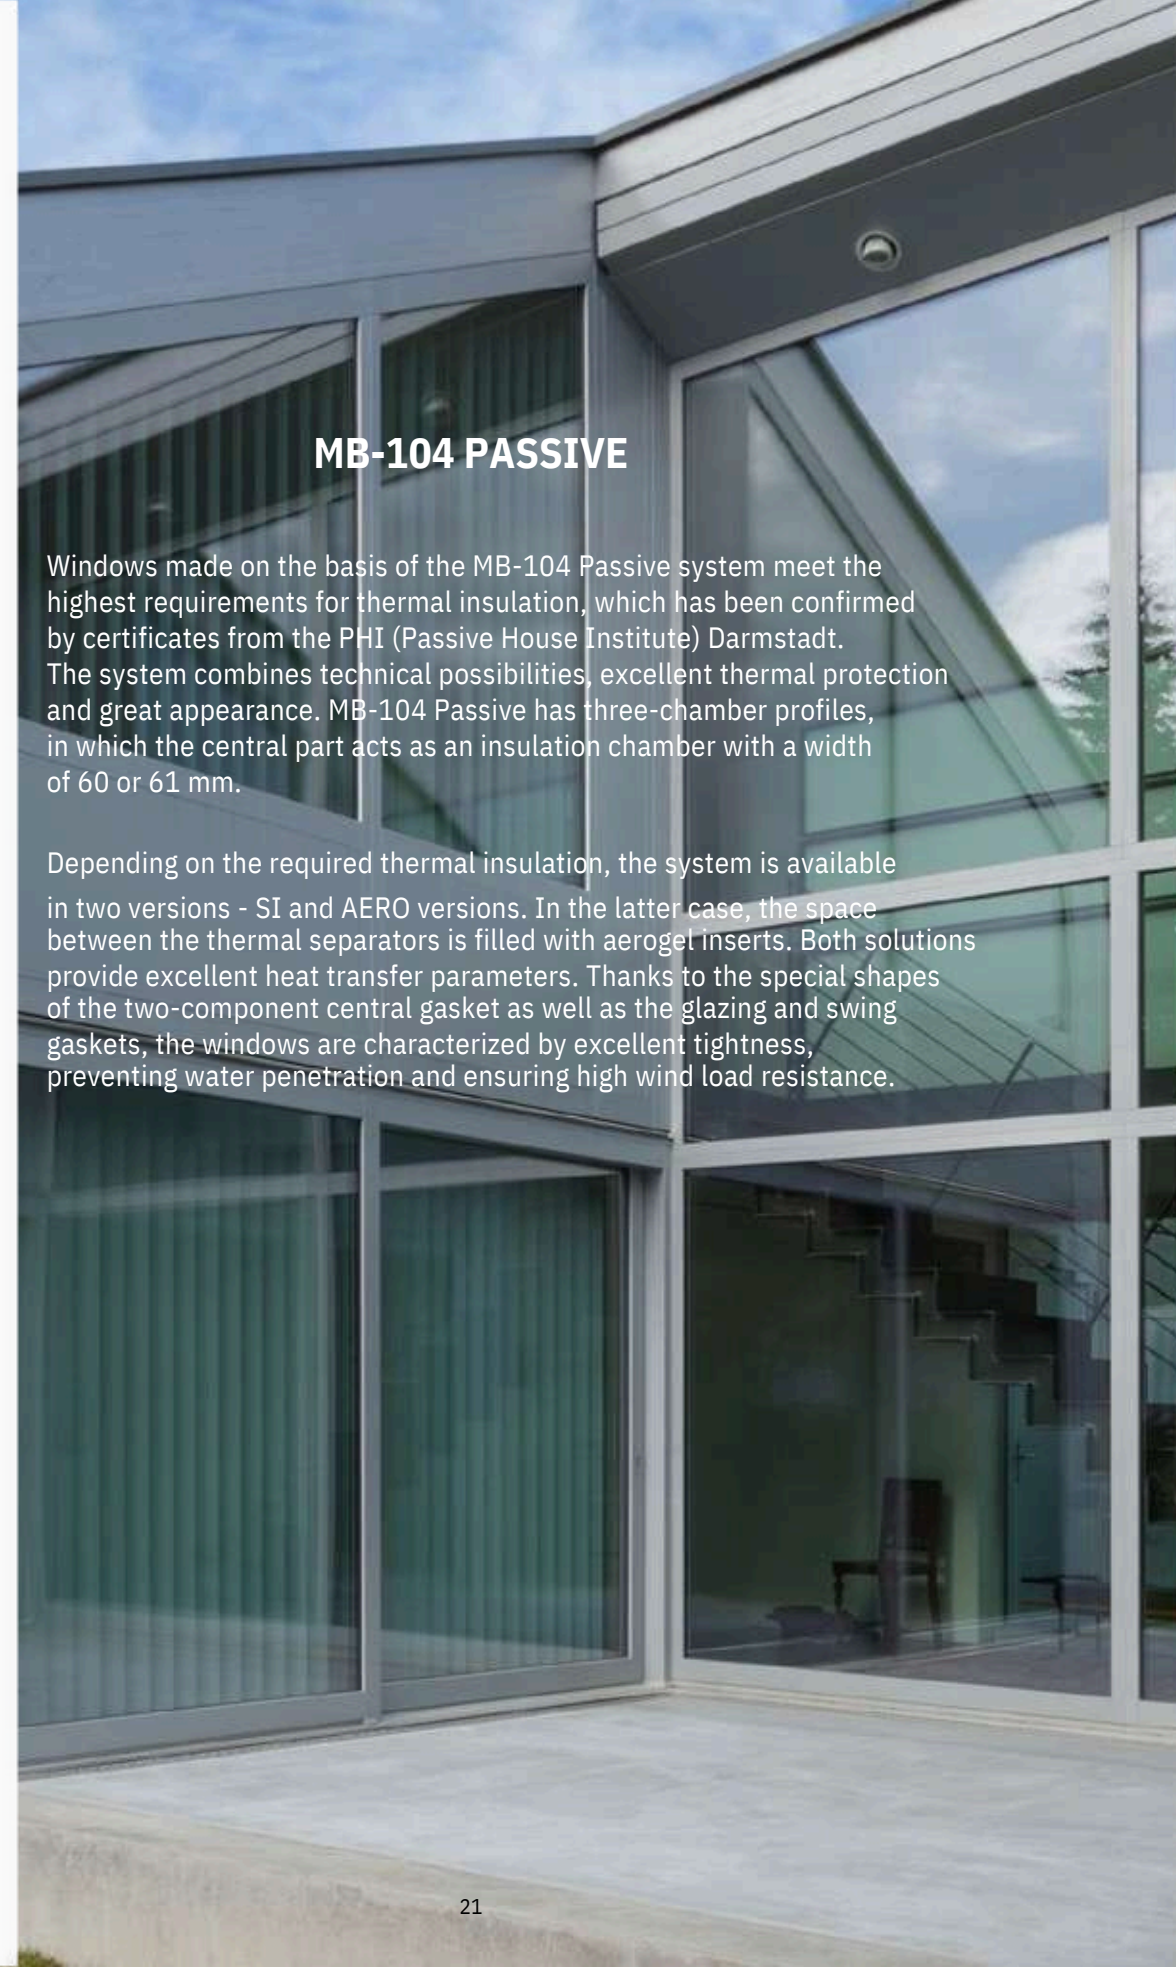 MB-104 PASSIVE
Windows made on the basis of the MB-104 Passive system meet the
highest requirements for thermal insulation, which has been confirmed
by certificates from the PHI (Passive House Institute) Darmstadt.
The system combines technical possibilities, excellent thermal protection
and great appearance. MB-104 Passive has three-chamber profiles,
in which the central part acts as an insulation chamber with a width
of 60 or 61 mm.
Depending on the required thermal insulation, the system is available
in two versions - SI and AERO versions. In the latter case, the space
between the thermal separators is filled with aerogel inserts. Both solutions
provide excellent heat transfer parameters. Thanks to the special shapes
of the two-component central gasket as well as the glazing and swing
gaskets, the windows are characterized by excellent tightness,
preventing water penetration and ensuring high wind load resistance.
21